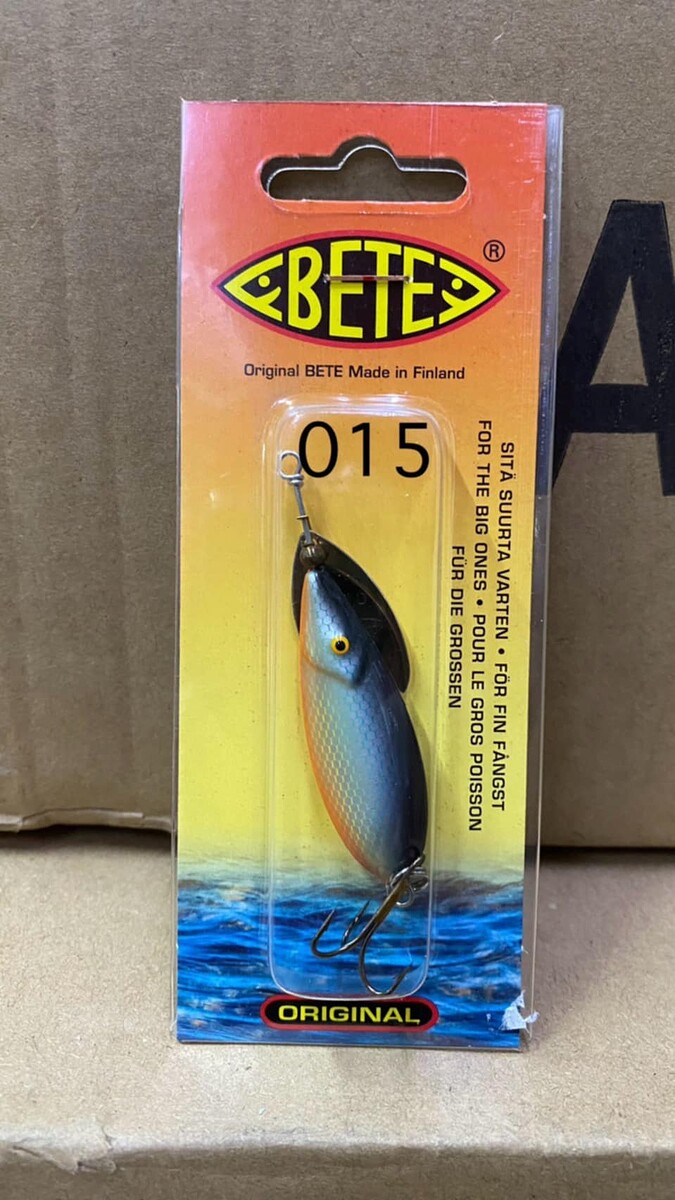 BETE®
Original BETE Made in Finland
015
SITÄ SUURTA VARTEN • FÖR FIN FÅNGST
FOR THE BIG ONES • POUR LE GROS POISSON
FÜR DIE GROSSEN
ORIGINAL
A